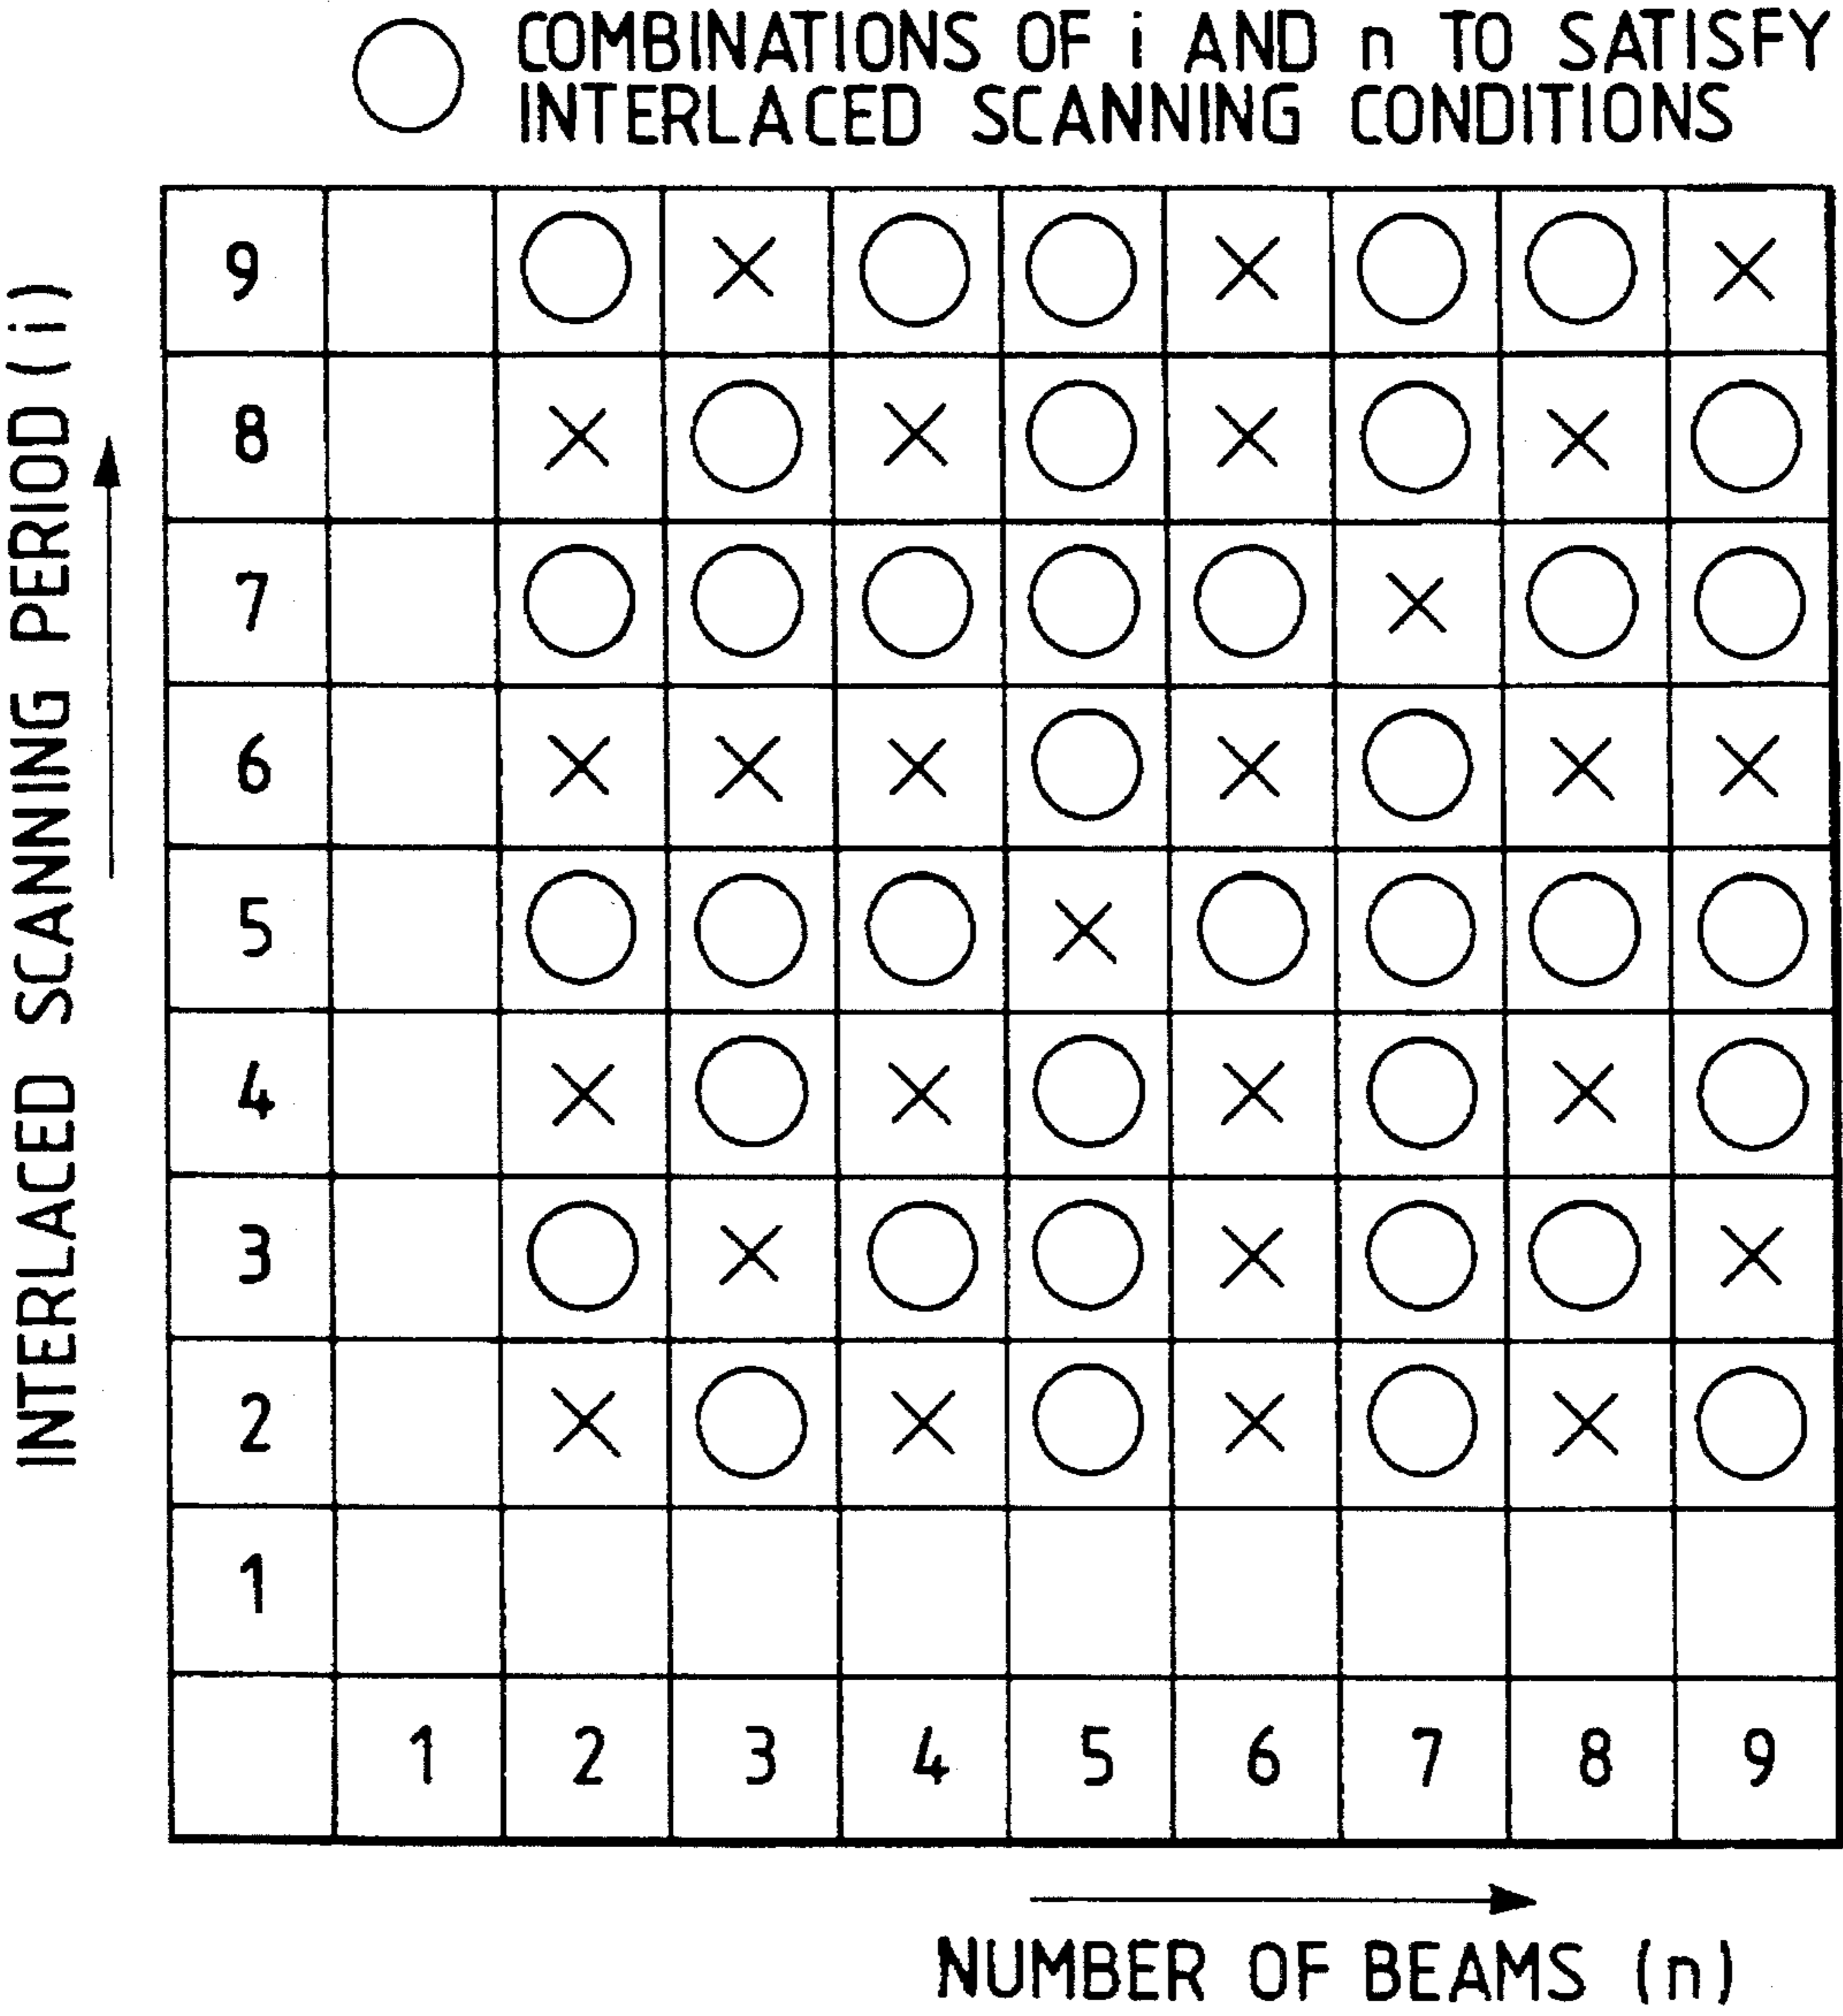 COMBINATIONS OF i AND n TO SATISFY
INTERLACED SCANNING CONDITIONS
INTERLACED SCANNING PERIOD (i)
9
8
7
6
5
4
3
2
1
1 2 3 4 5 6 7 8 9
NUMBER OF BEAMS (n)